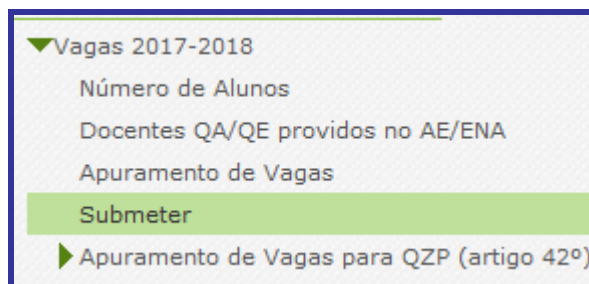 Vagas 2017-2018
Número de Alunos
Docentes QA/QE providos no AE/ENA
Apuramento de Vagas
Submeter
Apuramento de Vagas para QZP (artigo 42º)